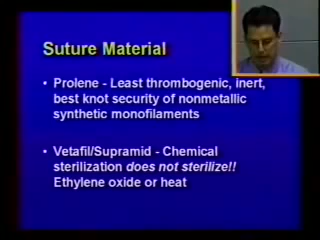 Suture Material
• Prolene - Least thrombogenic, inert,
best knot security of nonmetallic
synthetic monofilaments
• Vetafil/Supramid - Chemical
sterilization does not sterilize!!
Ethylene oxide or heat